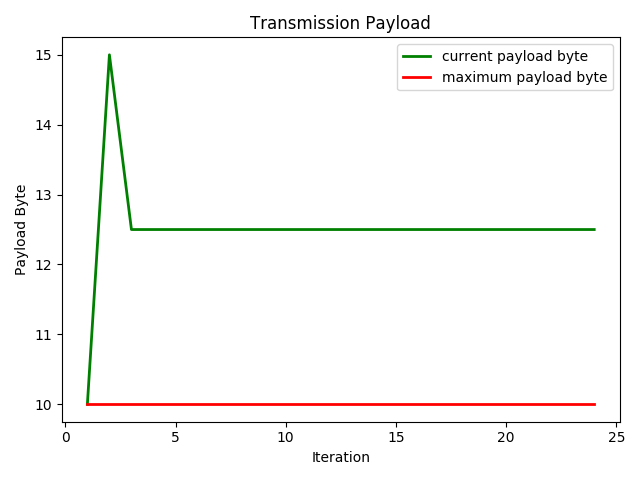 Transmission Payload
current payload byte
maximum payload byte
Payload Byte
15
14
13
12
11
10
0
5
10
15
20
25
Iteration